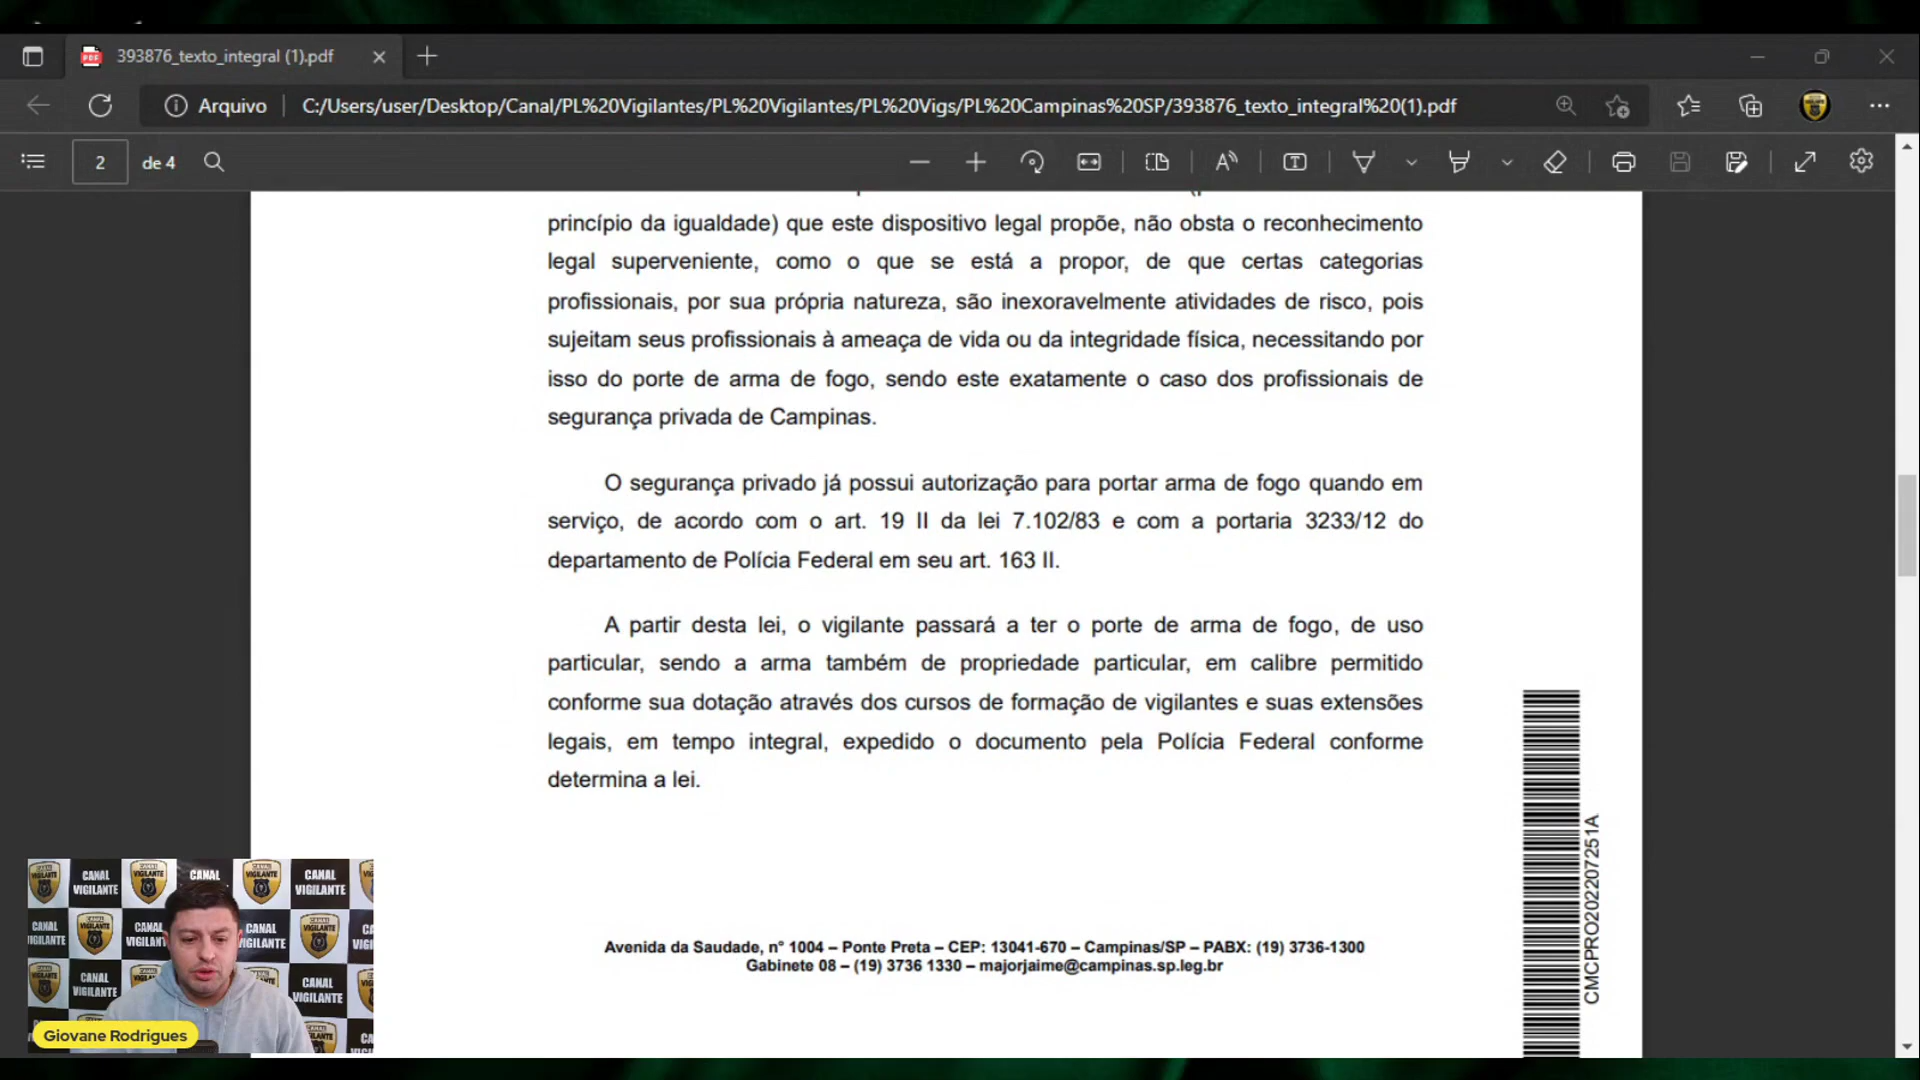 393876_texto_integral (1).pdf
Arquivo
C:/Users/user/Desktop/Canal/PL%20Vigilantes/PL%20Vigilantes/PL%20Vigs/PL%20Campinas%20SP/393876_texto_integral%20(1).pdf
2 de 4
princípio da igualdade) que este dispositivo legal propõe, não obsta o reconhecimento
legal superveniente, como o que se está a propor, de que certas categorias
profissionais, por sua própria natureza, são inexoravelmente atividades de risco, pois
sujeitam seus profissionais à ameaça de vida ou da integridade física, necessitando por
isso do porte de arma de fogo, sendo este exatamente o caso dos profissionais de
segurança privada de Campinas.
O segurança privado já possui autorização para portar arma de fogo quando em
serviço, de acordo com o art. 19 II da lei 7.102/83 e com a portaria 3233/12 do
departamento de Polícia Federal em seu art. 163 II.
A partir desta lei, o vigilante passará a ter o porte de arma de fogo, de uso
particular, sendo a arma também de propriedade particular, em calibre permitido
conforme sua dotação através dos cursos de formação de vigilantes e suas extensões
legais, em tempo integral, expedido o documento pela Polícia Federal conforme
determina a lei.
CMCPRO202207251A
Avenida da Saudade, n° 1004 – Ponte Preta – CEP: 13041-670 – Campinas/SP – PABX: (19) 3736-1300
Gabinete 08 – (19) 3736 1330 – majorjaime@campinas.sp.leg.br
CANAL
VIGILANTE
Giovane Rodrigues